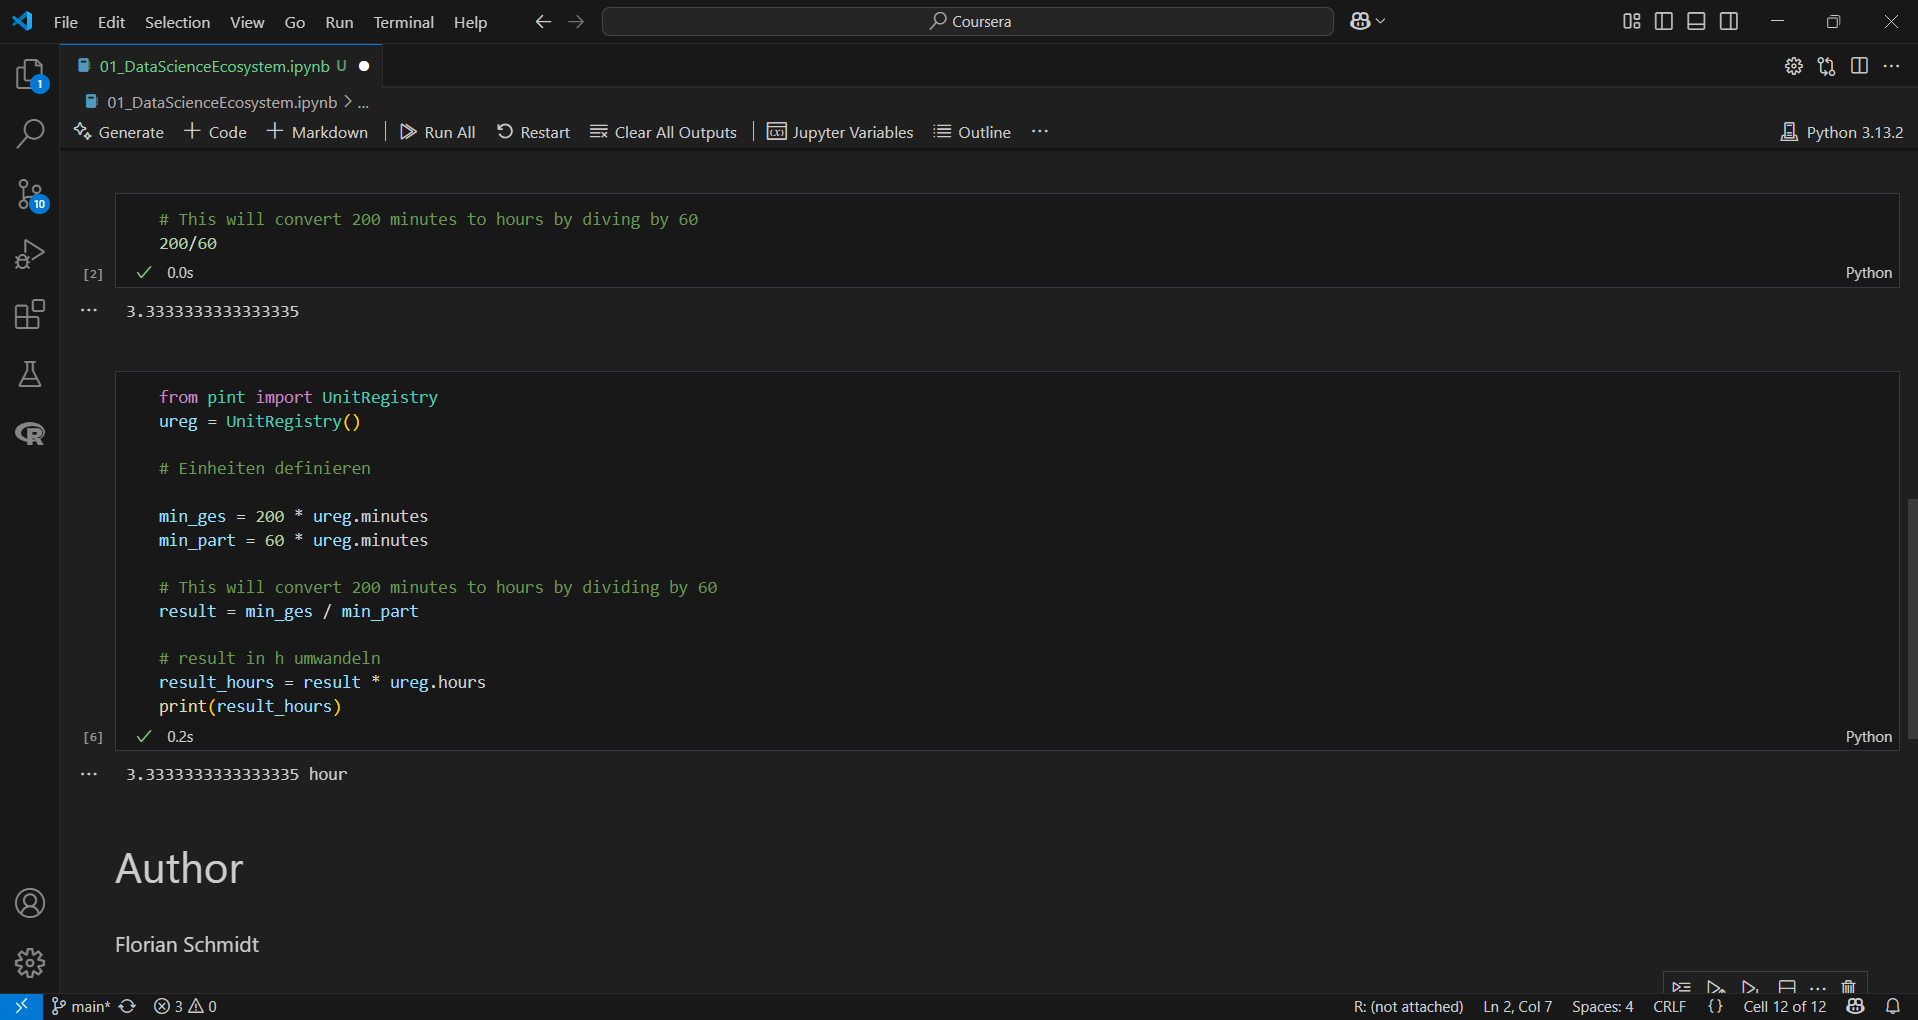 File Edit Selection View Go Run Terminal Help Coursera
01_DataScienceEcosystem.ipynb U
1
01_DataScienceEcosystem.ipynb > ...
Generate + Code + Markdown Run All Restart Clear All Outputs Jupyter Variables Outline ... Python 3.13.2
10
# This will convert 200 minutes to hours by diving by 60
200/60
[2] 0.0s Python
... 3.3333333333333335
from pint import UnitRegistry
ureg = UnitRegistry()
# Einheiten definieren
min_ges = 200 * ureg.minutes
min_part = 60 * ureg.minutes
# This will convert 200 minutes to hours by dividing by 60
result = min_ges / min_part
# result in h umwandeln
result_hours = result * ureg.hours
print(result_hours)
[6] 0.2s Python
... 3.3333333333333335 hour
Author
Florian Schmidt
main* 3 0 R: (not attached) Ln 2, Col 7 Spaces: 4 CRLF {} Cell 12 of 12